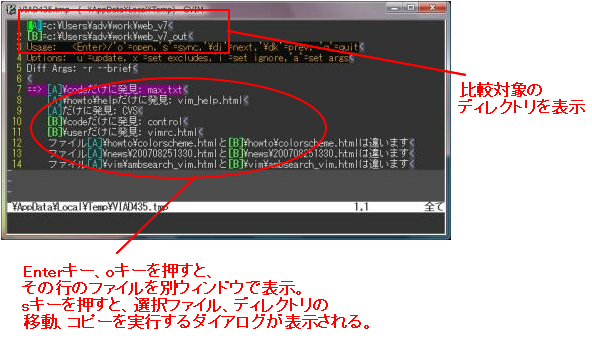 VIAD435.tmp (~\AppData\Local\Temp) - GVIM
1 [A]=c:\Users\adv\work\web_v7
2 [B]=c:\Users\adv\work\web_v7_out
3 Usage: <Enter>/'o'=open,'s'=sync,'\dj'=next,'\dk'=prev, 'q'=quit
4 Options: 'u'=update,'x'=set excludes,'i'=set ignore,'a'=set args
5 Diff Args: -r --brief
6
7 ==> [A]\codeだけに発見: max.txt
8 [A]\howto\helpだけに発見: vim_help.html
9 [A]だけに発見: CVS
10 [B]\codeだけに発見: control
11 [B]\userだけに発見: vimrc.html
12 ファイル[A]\howto\colorscheme.htmlと[B]\howto\colorscheme.htmlは違います
13 ファイル[A]\news\200708251330.htmlと[B]\news\200708251330.htmlは違います
14 ファイル[A]\vim\ambsearch_vim.htmlと[B]\vim\ambsearch_vim.htmlは違います
~\AppData\Local\Temp\VIAD435.tmp 1,1 全て
比較対象の
ディレクトリを表示
Enterキー、oキーを押すと、
その行のファイルを別ウィンドウで表示。
sキーを押すと、選択ファイル、ディレクトリの
移動、コピーを実行するダイアログが表示される。